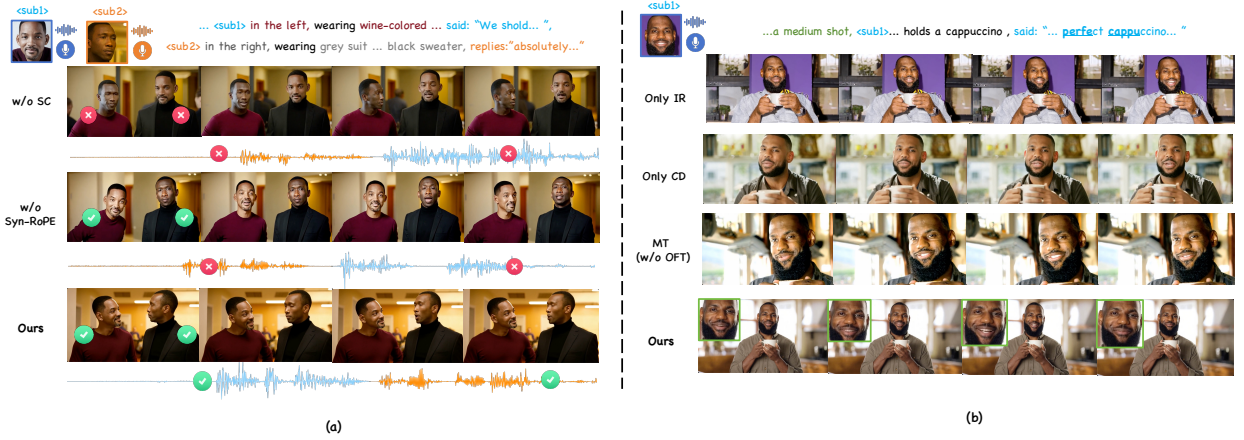 <sub1>
<sub2>
... <sub1> in the left, wearing wine-colored ... said: “We shold... ”,
<sub2> in the right, wearing grey suit ... black sweater, replies:”absolutely...”
w/o SC
w/o
Syn-RoPE
Ours
(a)
<sub1>
...a medium shot, <sub1>... holds a cappuccino , said: “... perfect cappuccino... ”
Only IR
Only CD
MT
(w/o OFT)
Ours
(b)